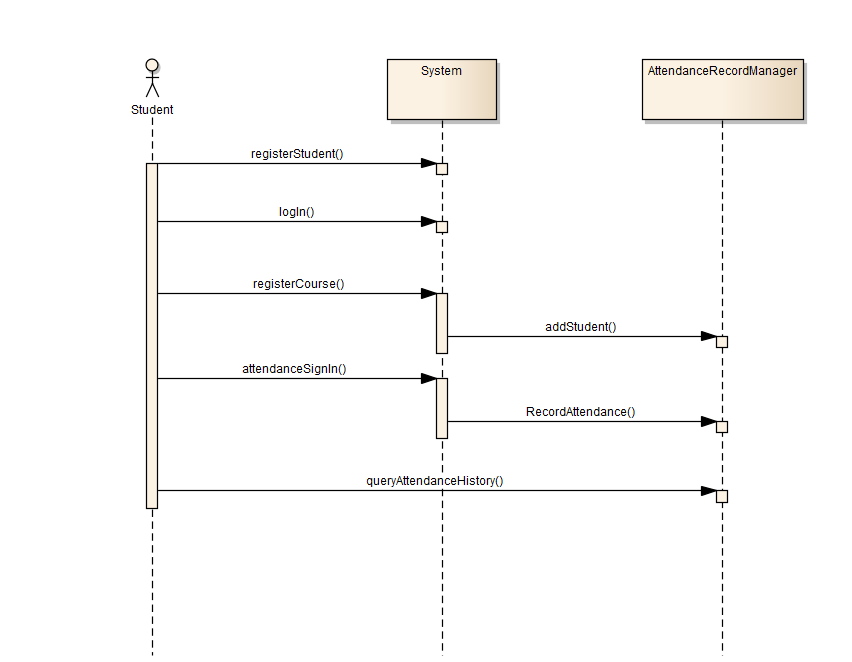 System
AttendanceRecordManager
Student
registerStudent()
logIn()
registerCourse()
addStudent()
attendanceSignIn()
RecordAttendance()
queryAttendanceHistory()